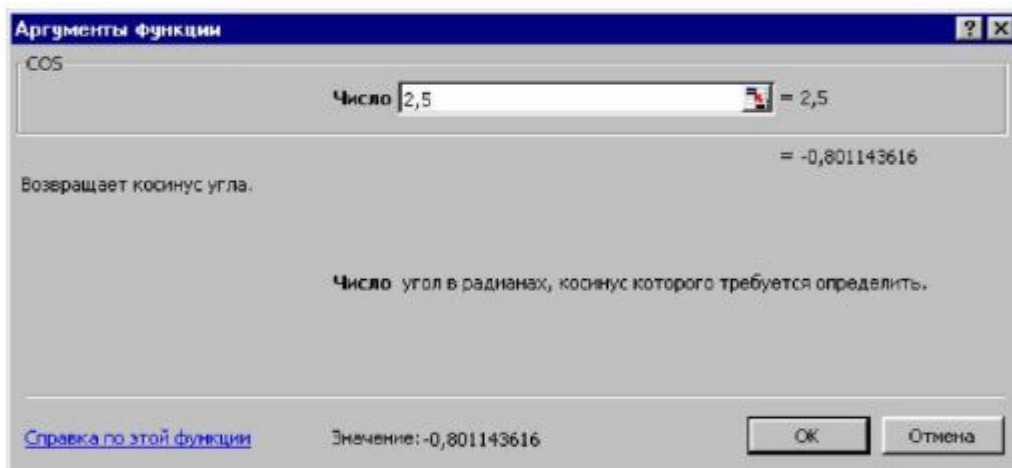 Аргументы функции
COS
Число 2,5 = 2,5
= -0,801143616
Возвращает косинус угла.
Число угол в радианах, косинус которого требуется определить.
Справка по этой функции Значение:-0,801143616 ОК Отмена